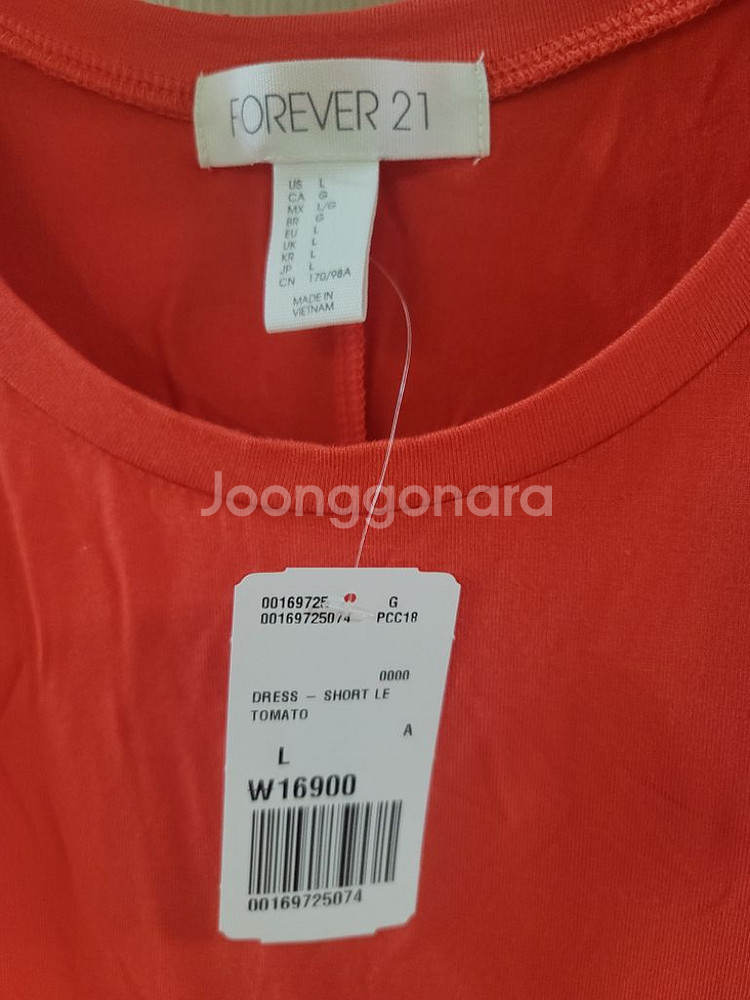 FOREVER 21
US L
CA G
MX L/G
BR G
EU L
UK L
KR L
JP L
CN 170/98A
MADE IN
VIETNAM
Joonggonara
00169725 G
00169725074 PCC18
0000
DRESS – SHORT LE
TOMATO
A
L
W16900
00169725074